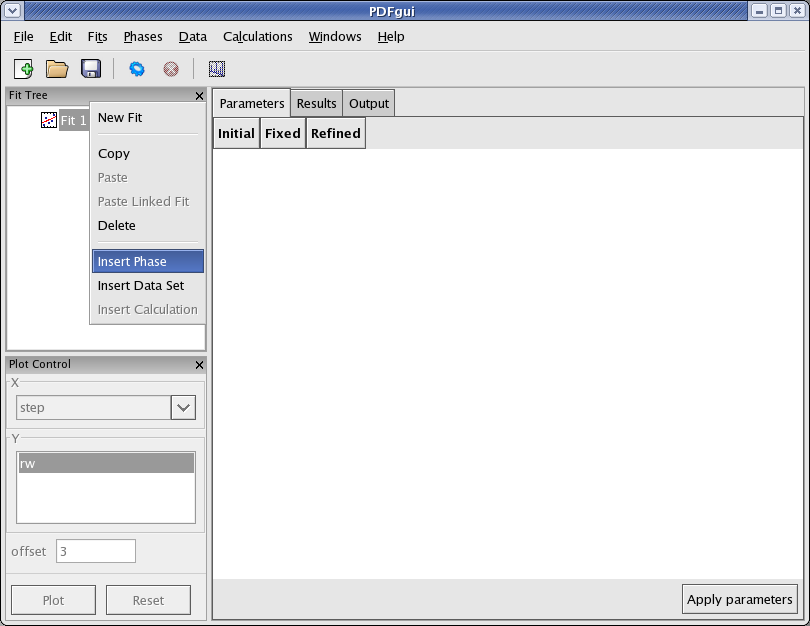 PDFgui
File Edit Fits Phases Data Calculations Windows Help
Fit Tree
Fit 1
New Fit
Copy
Paste
Paste Linked Fit
Delete
Insert Phase
Insert Data Set
Insert Calculation
Plot Control
X
step
Y
rw
offset 3
Plot Reset
Parameters Results Output
Initial Fixed Refined
Apply parameters